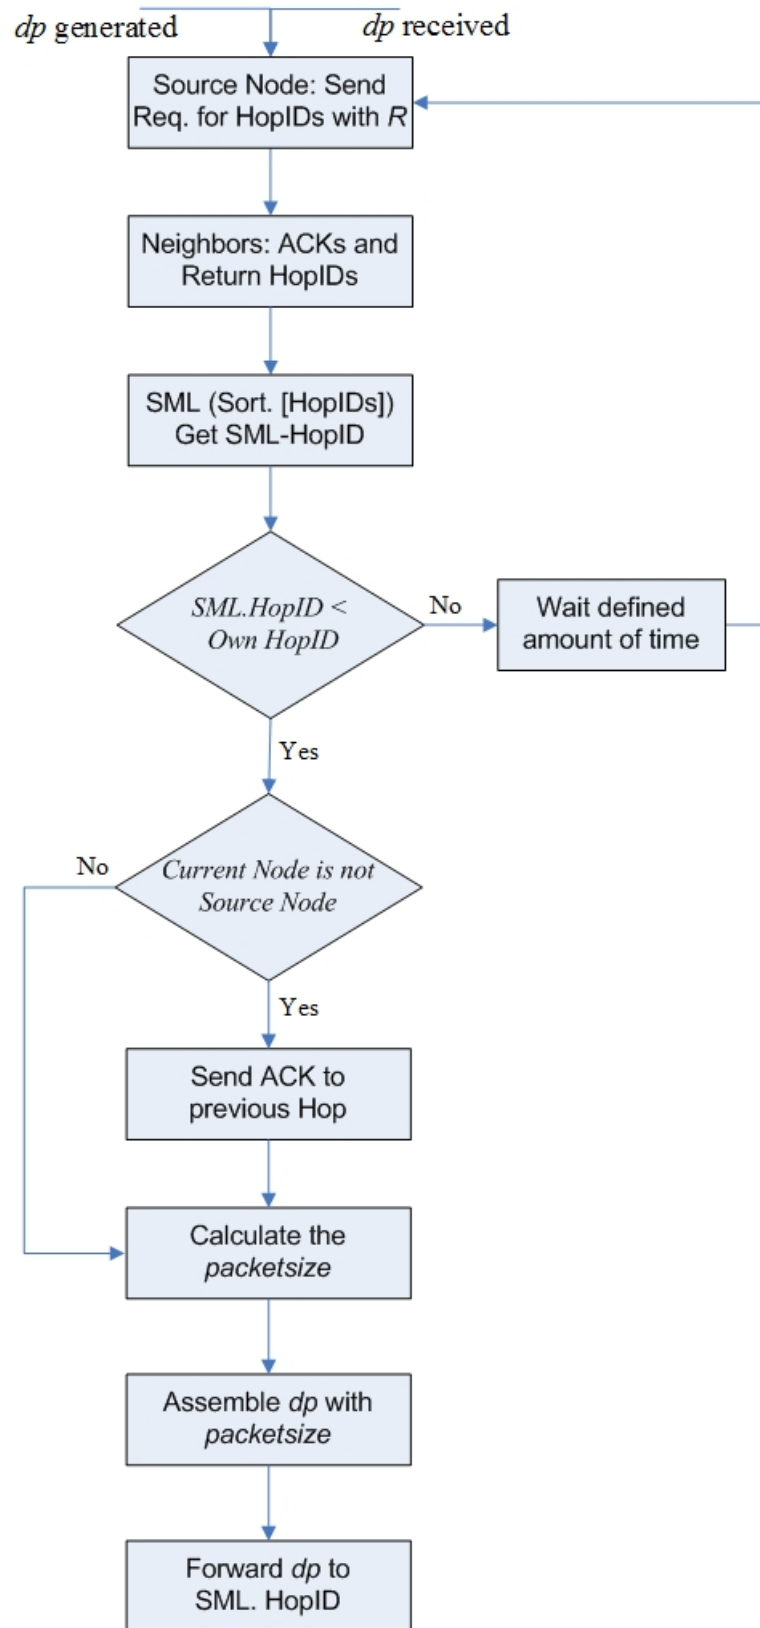 dp generated
dp received
Source Node: Send
Req. for HopIDs with R
Neighbors: ACKs and
Return HopIDs
SML (Sort. [HopIDs])
Get SML-HopID
SML.HopID <
Own HopID
No
Wait defined
amount of time
Yes
No
Current Node is not
Source Node
Yes
Send ACK to
previous Hop
Calculate the
packetsize
Assemble dp with
packetsize
Forward dp to
SML. HopID